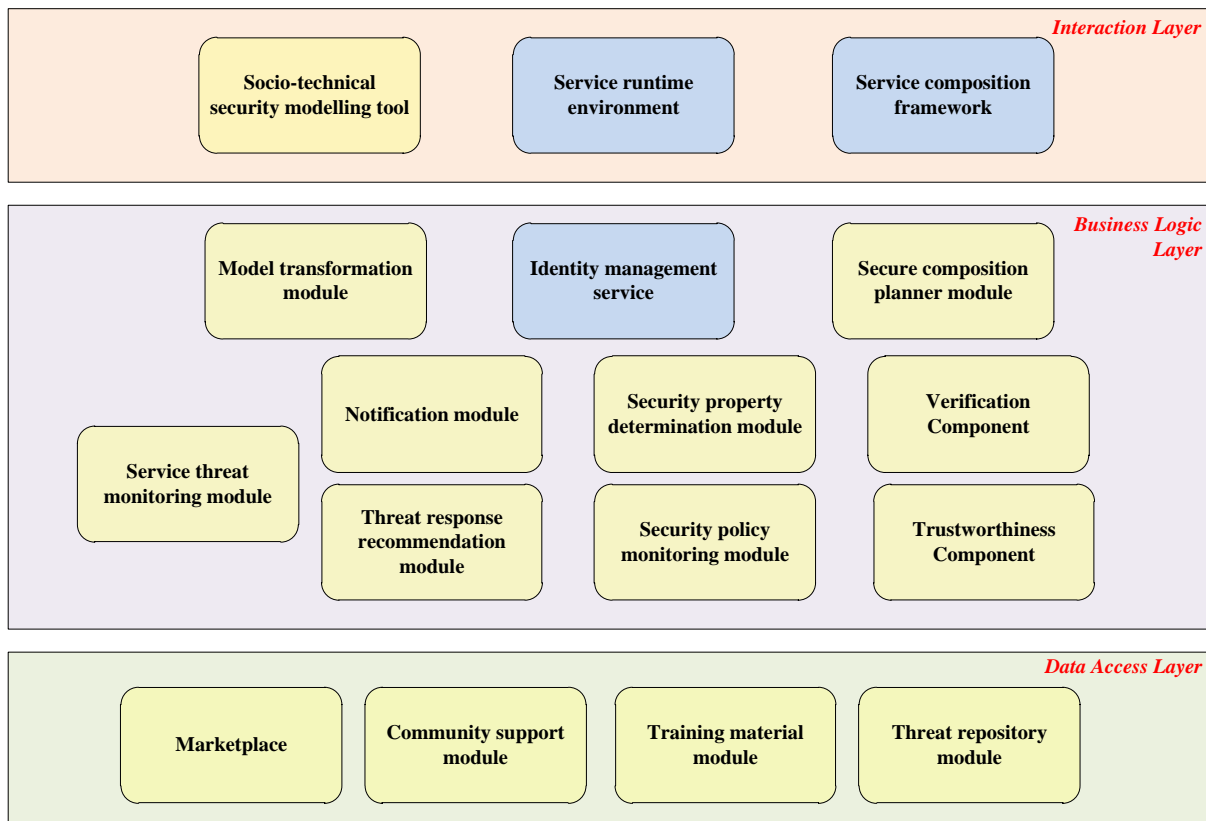 Interaction Layer
Socio-technical
security modelling tool
Service runtime
environment
Service composition
framework
Business Logic
Layer
Model transformation
module
Identity management
service
Secure composition
planner module
Notification module
Security property
determination module
Verification
Component
Service threat
monitoring module
Threat response
recommendation
module
Security policy
monitoring module
Trustworthiness
Component
Data Access Layer
Marketplace
Community support
module
Training material
module
Threat repository
module